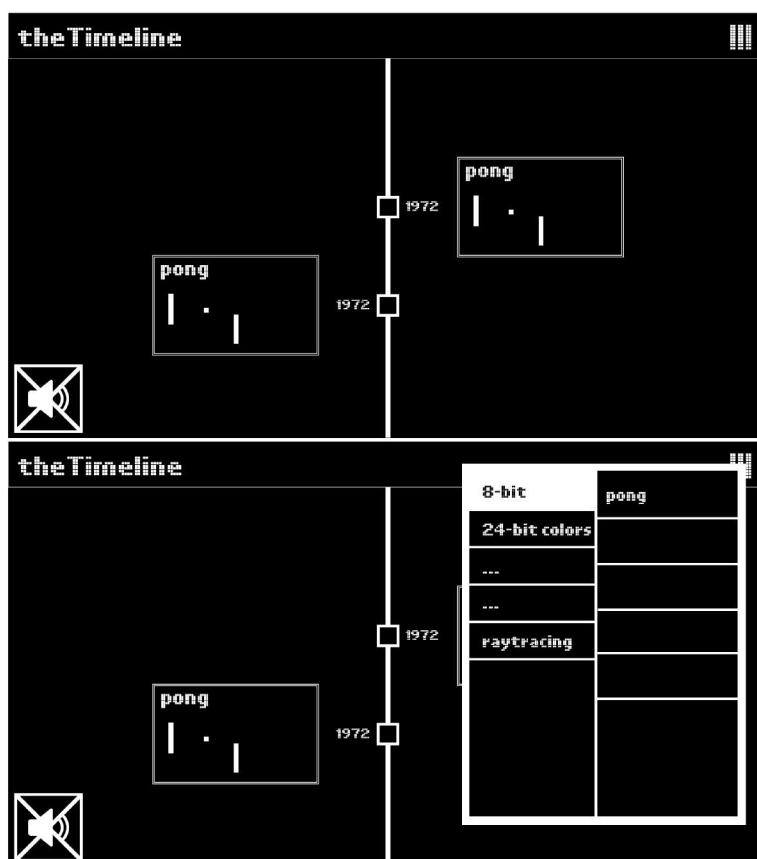 theTimeline
pong
1972
pong
1972
theTimeline
8-bit
pong
24-bit colors
---
1972
---
raytracing
pong
1972